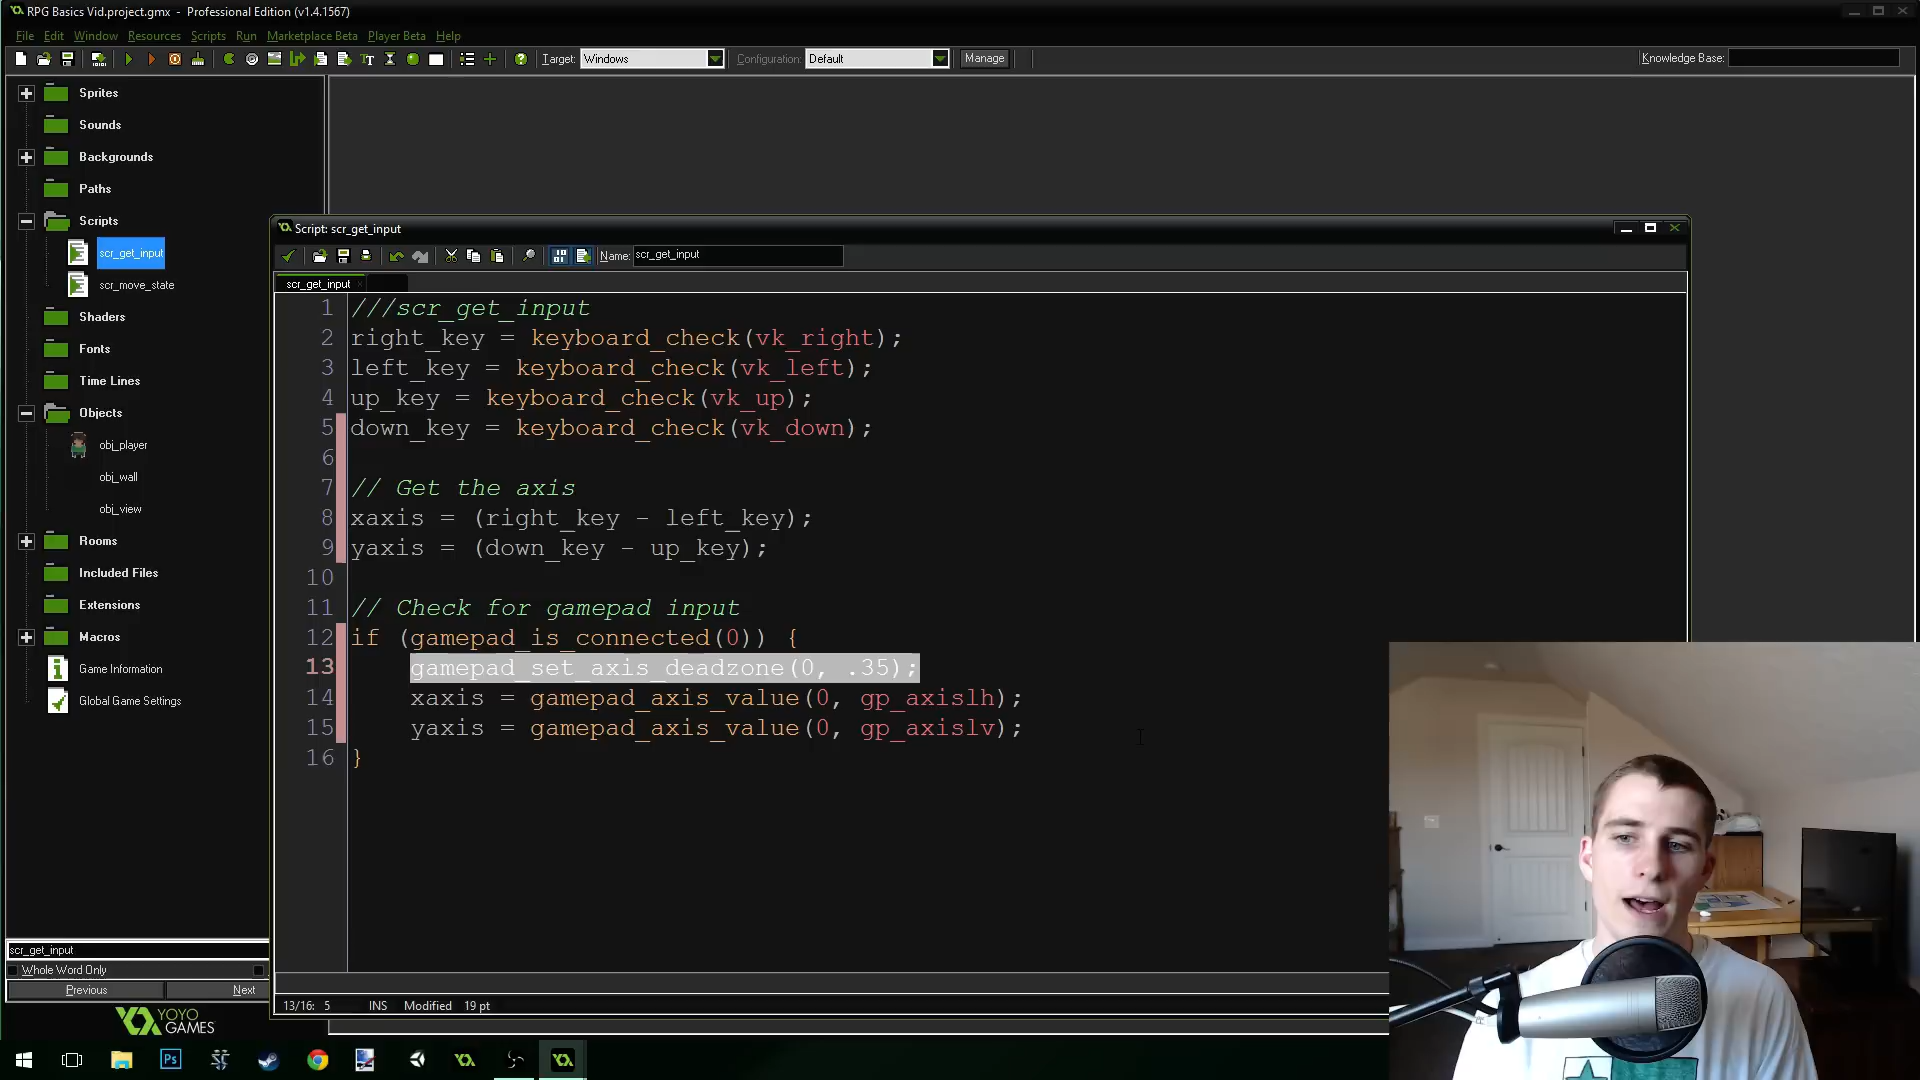 RPG Basics Vid.project.gmx - Professional Edition (v1.4.1567)
File Edit Window Resources Scripts Run Marketplace Beta Player Beta Help
Target: Windows Configuration: Default Manage Knowledge Base:
Sprites
Sounds
Backgrounds
Paths
Scripts
scr_get_input
scr_move_state
Shaders
Fonts
Time Lines
Objects
obj_player
obj_wall
obj_view
Rooms
Included Files
Extensions
Macros
Game Information
Global Game Settings
scr_get_input
Whole Word Only
Previous Next
YOYO
GAMES
Script: scr_get_input
Name: scr_get_input
scr_get_input
1 ///scr_get_input
2 right_key = keyboard_check(vk_right);
3 left_key = keyboard_check(vk_left);
4 up_key = keyboard_check(vk_up);
5 down_key = keyboard_check(vk_down);
6
7 // Get the axis
8 xaxis = (right_key - left_key);
9 yaxis = (down_key - up_key);
10
11 // Check for gamepad input
12 if (gamepad_is_connected(0)) {
13 gamepad_set_axis_deadzone(0, .35);
14 xaxis = gamepad_axis_value(0, gp_axislh);
15 yaxis = gamepad_axis_value(0, gp_axislv);
16 }
13/16: 5 INS Modified 19 pt
Ps